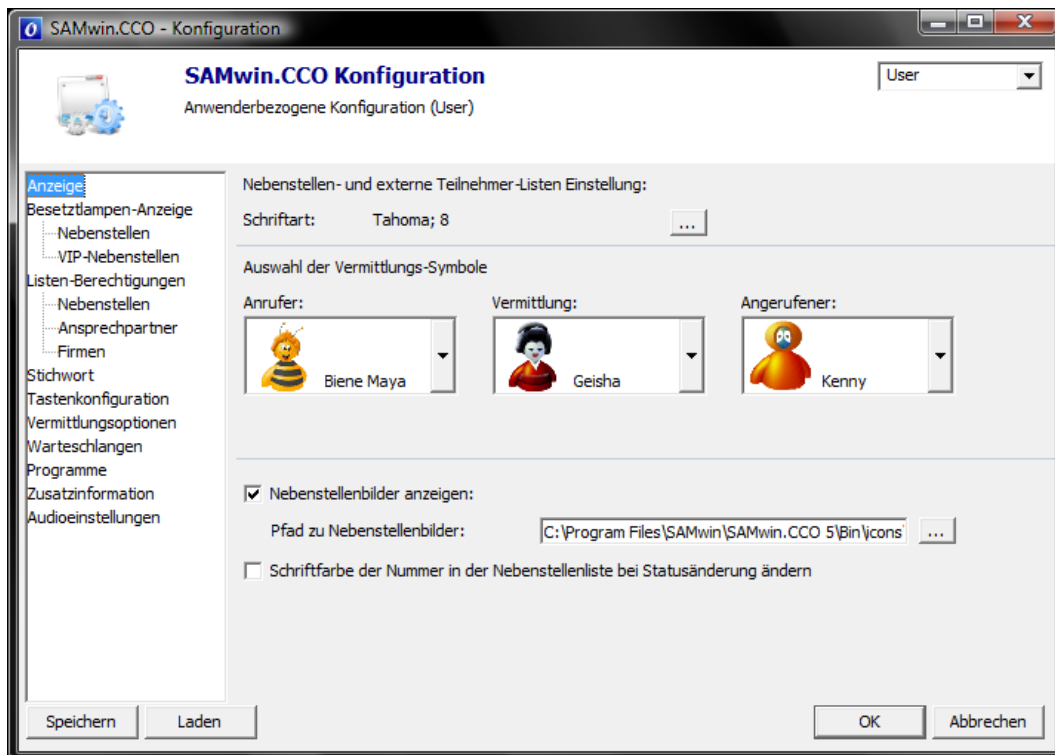 SAMwin.CCO - Konfiguration
SAMwin.CCO Konfiguration
User
Anwenderbezogene Konfiguration (User)
Anzeige
Besetztlampen-Anzeige
Nebenstellen
VIP-Nebenstellen
Listen-Berechtigungen
Nebenstellen
Ansprechpartner
Firmen
Stichwort
Tastenkonfiguration
Vermittlungsoptionen
Warteschlangen
Programme
Zusatzinformation
Audioeinstellungen
Nebenstellen- und externe Teilnehmer-Listen Einstellung:
Schriftart: Tahoma; 8 ...
Auswahl der Vermittlungs-Symbole
Anrufer: Vermittlung: Angerufener:
Biene Maya Geisha Kenny
Nebenstellenbilder anzeigen:
Pfad zu Nebenstellenbilder: C:\Program Files\SAMwin\SAMwin.CCO 5\Bin\icons\ ...
Schriftfarbe der Nummer in der Nebenstellenliste bei Statusänderung ändern
Speichern Laden OK Abbrechen